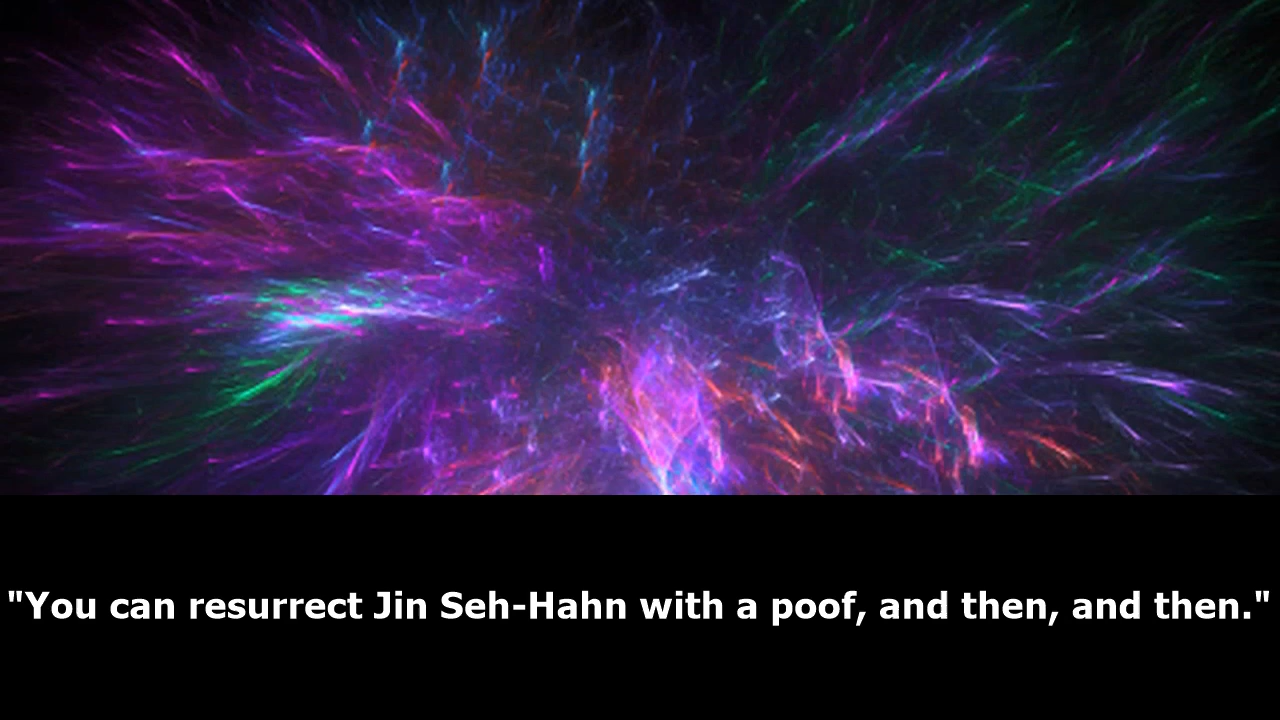 "You can resurrect Jin Seh-Hahn with a poof, and then, and then."